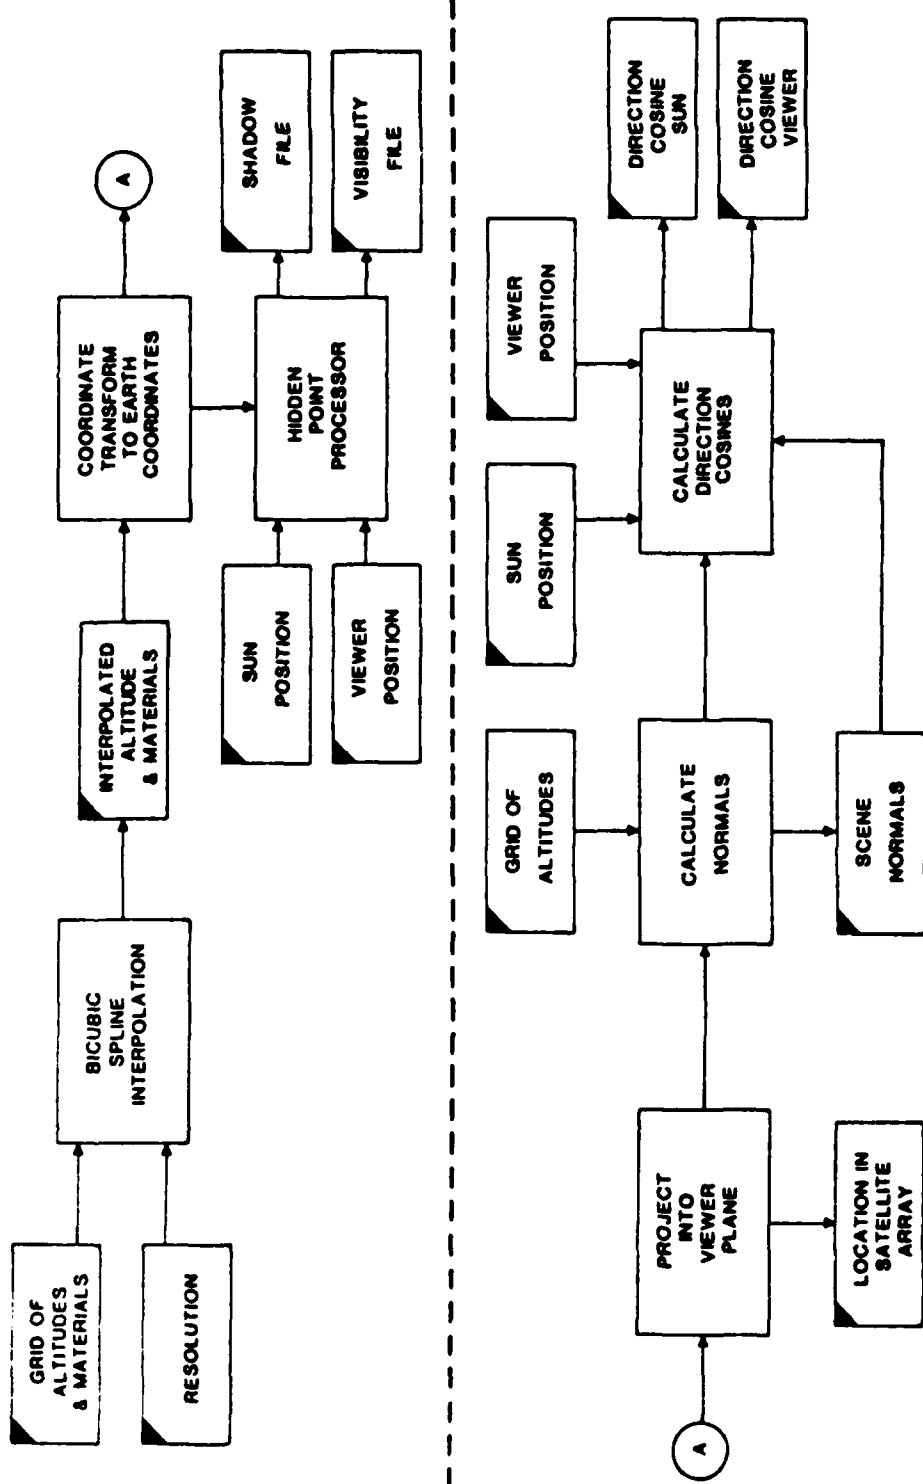 GRID OF
ALTITUDES
& MATERIALS
RESOLUTION
BICUBIC
SPLINE
INTERPOLATION
INTERPOLATED
ALTITUDE
& MATERIALS
COORDINATE
TRANSFORM
TO EARTH
COORDINATES
A
SUN
POSITION
VIEWER
POSITION
HIDDEN
POINT
PROCESSOR
SHADOW
FILE
VISIBILITY
FILE
A
PROJECT
INTO
VIEWER
PLANE
LOCATION IN
SATELLITE
ARRAY
GRID OF
ALTITUDES
CALCULATE
NORMALS
SCENE
NORMALS
SUN
POSITION
VIEWER
POSITION
CALCULATE
DIRECTION
COSINES
DIRECTION
COSINE
SUN
DIRECTION
COSINE
VIEWER